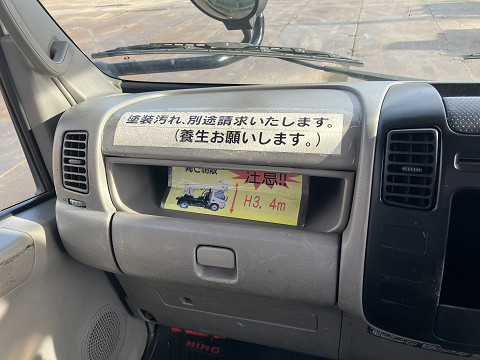 塗装汚れ、別途請求いたします。
（養生お願いします。）
注意!!
H3.4m
HINO